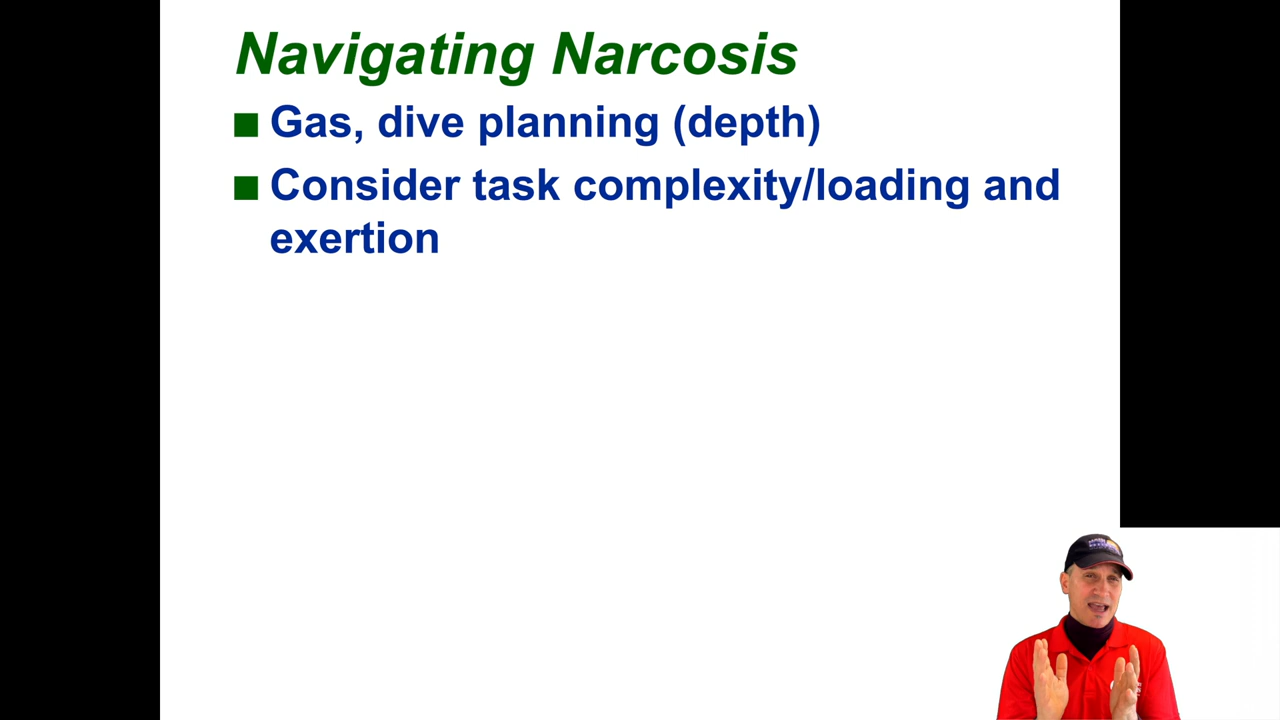 Navigating Narcosis
Gas, dive planning (depth)
Consider task complexity/loading and
exertion